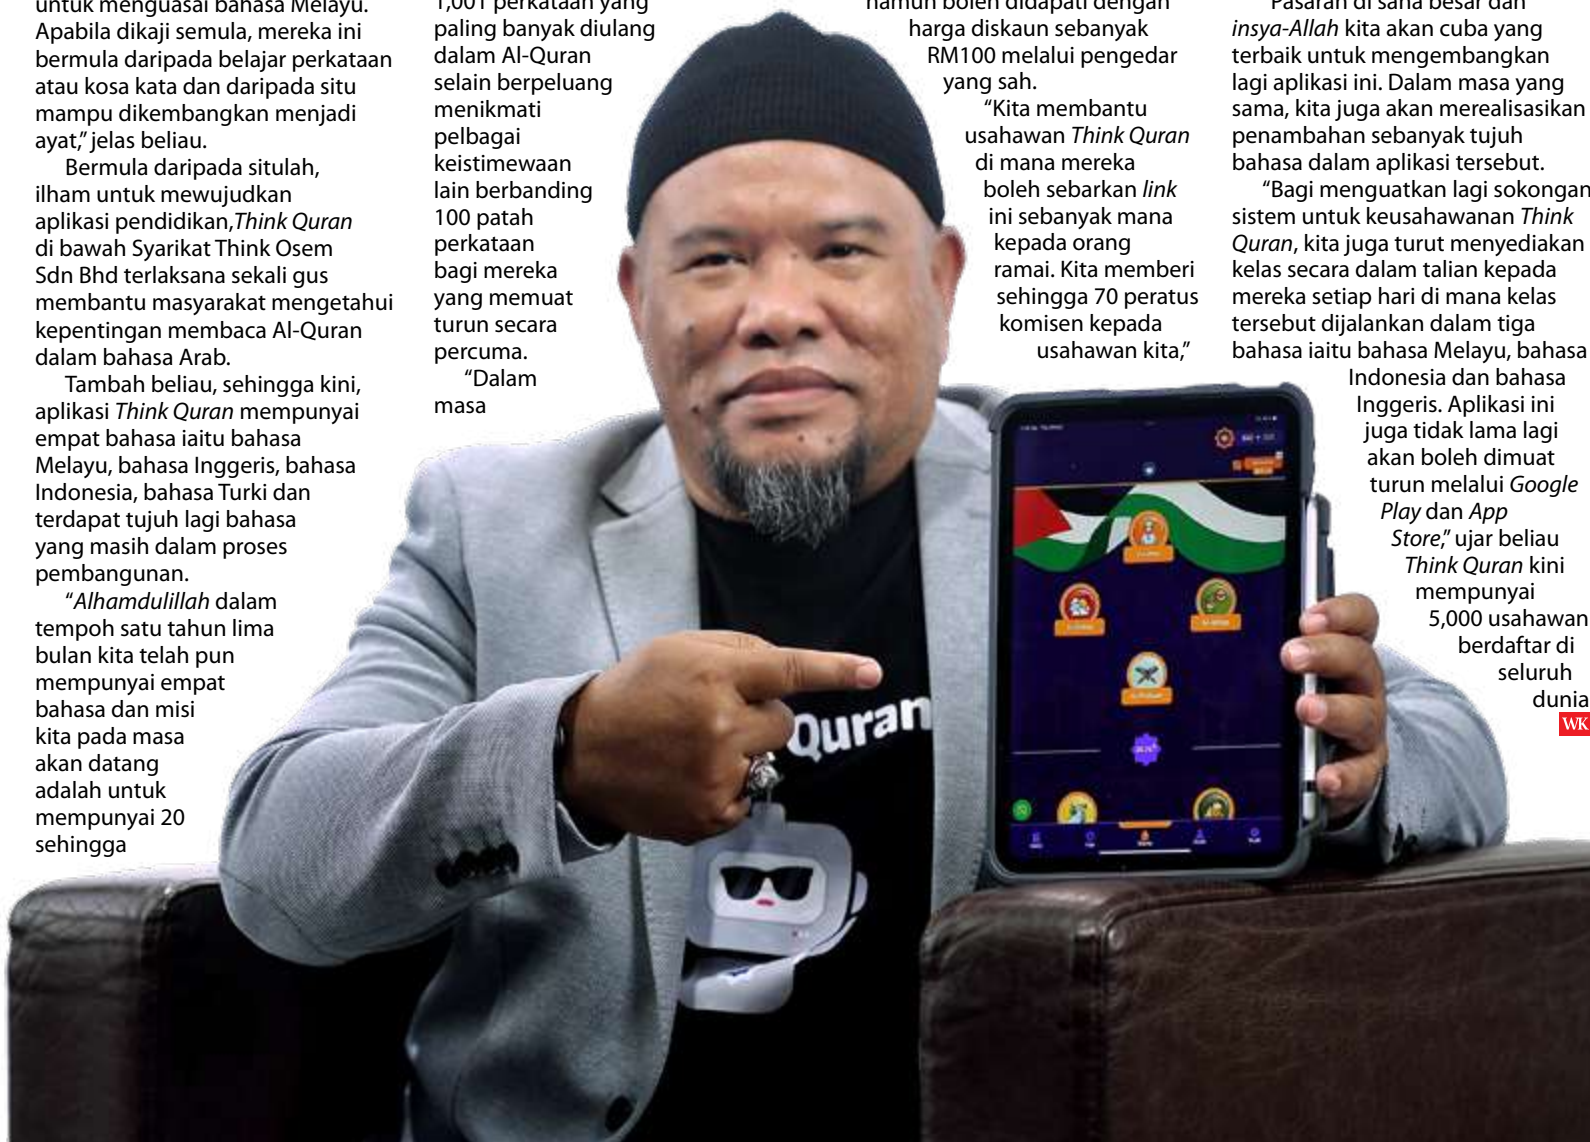 untuk menguasai bahasa Melayu.
Apabila dikaji semula, mereka ini
bermula daripada belajar perkataan
atau kosa kata dan daripada situ
mampu dikembangkan menjadi
ayat,” jelas beliau.
Bermula daripada situlah,
ilham untuk mewujudkan
aplikasi pendidikan,Think Quran
di bawah Syarikat Think Osem
Sdn Bhd terlaksana sekali gus
membantu masyarakat mengetahui
kepentingan membaca Al-Quran
dalam bahasa Arab.
Tambah beliau, sehingga kini,
aplikasi Think Quran mempunyai
empat bahasa iaitu bahasa
Melayu, bahasa Inggeris, bahasa
Indonesia, bahasa Turki dan
terdapat tujuh lagi bahasa
yang masih dalam proses
pembangunan.
“Alhamdulillah dalam
tempoh satu tahun lima
bulan kita telah pun
mempunyai empat
bahasa dan misi
kita pada masa
akan datang
adalah untuk
mempunyai 20
sehingga
1,001 perkataan yang
paling banyak diulang
dalam Al-Quran
selain berpeluang
menikmati
pelbagai
keistimewaan
lain berbanding
100 patah
perkataan
bagi mereka
yang memuat
turun secara
percuma.
“Dalam
masa
namun boleh didapati dengan
harga diskaun sebanyak
RM100 melalui pengedar
yang sah.
“Kita membantu
usahawan Think Quran
di mana mereka
boleh sebarkan link
ini sebanyak mana
kepada orang
ramai. Kita memberi
sehingga 70 peratus
komisen kepada
usahawan kita,”
“Pasaran di sana besar dan
insya-Allah kita akan cuba yang
terbaik untuk mengembangkan
lagi aplikasi ini. Dalam masa yang
sama, kita juga akan merealisasikan
penambahan sebanyak tujuh
bahasa dalam aplikasi tersebut.
“Bagi menguatkan lagi sokongan
sistem untuk keusahawanan Think
Quran, kita juga turut menyediakan
kelas secara dalam talian kepada
mereka setiap hari di mana kelas
tersebut dijalankan dalam tiga
bahasa iaitu bahasa Melayu, bahasa
Indonesia dan bahasa
Inggeris. Aplikasi ini
juga tidak lama lagi
akan boleh dimuat
turun melalui Google
Play dan App
Store,” ujar beliau
Think Quran kini
mempunyai
5,000 usahawan
berdaftar di
seluruh
dunia
WK
Quran